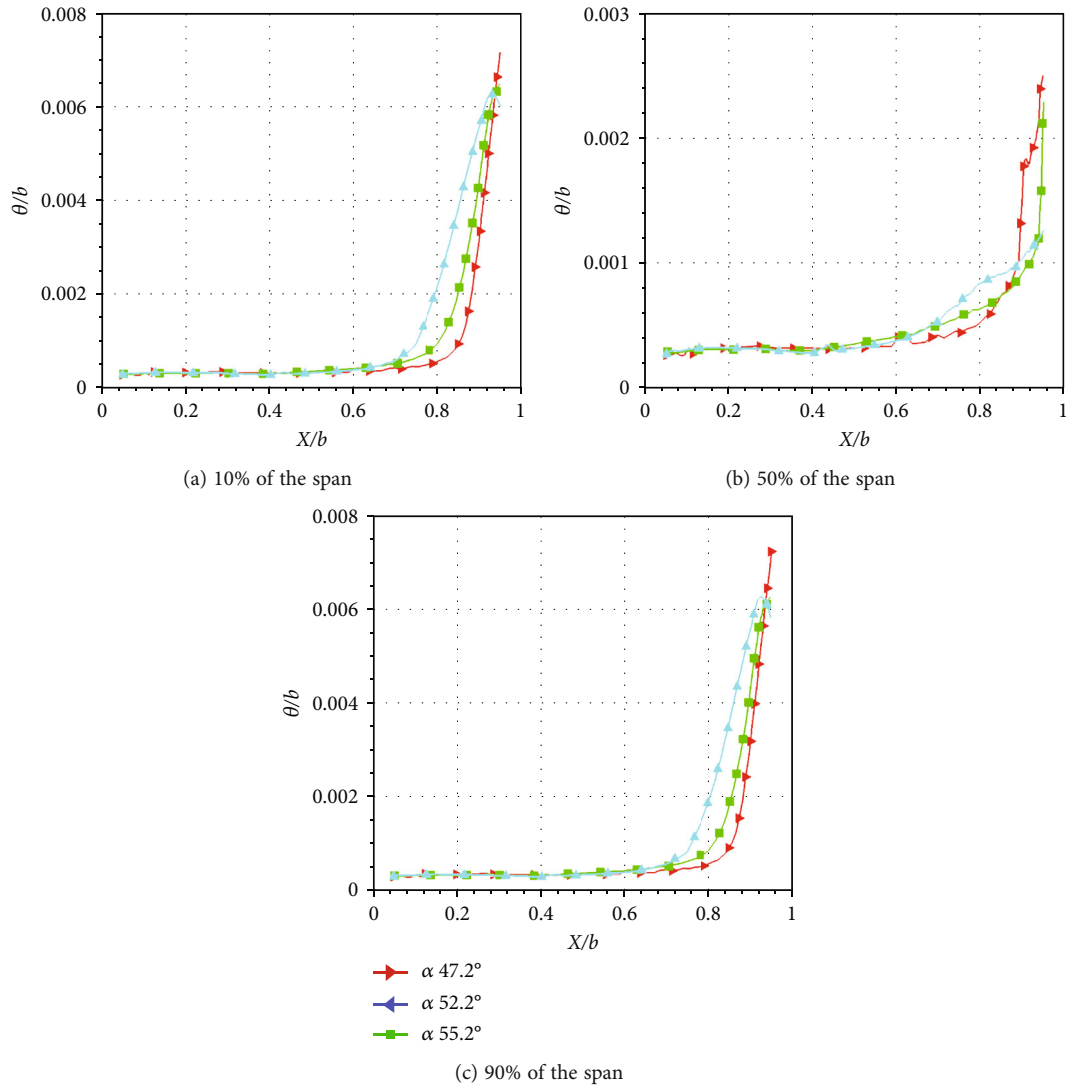 0.008
0.006
0.004
0.002
0
θ/b
0 0.2 0.4 0.6 0.8 1
X/b
(a) 10% of the span
0.003
0.002
0.001
0
θ/b
0 0.2 0.4 0.6 0.8 1
X/b
(b) 50% of the span
0.008
0.006
0.004
0.002
0
θ/b
0 0.2 0.4 0.6 0.8 1
X/b
α 47.2°
α 52.2°
α 55.2°
(c) 90% of the span